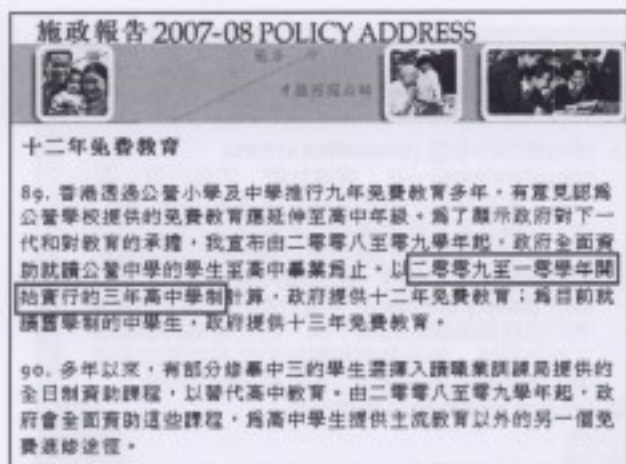 施政報告 2007-08 POLICY ADDRESS
十二年免費教育
89. 香港透過公營小學及中學推行九年免費教育多年，有意見認為
公營學校提供的免費教育應延伸至高中年級。為了顯示政府對下一
代和對教育的承擔，我宣布由二零零八至零九學年起，政府全面資
助就讀公營中學的學生至高中畢業為止。以二零零九至一零學年開
始實行的三年高中學制計算，政府提供十二年免費教育；為目前就
讀舊學制的中學生，政府提供十三年免費教育。
90. 多年以來，有部分修畢中三的學生選擇入讀職業訓練局提供的
全日制資助課程，以替代高中教育。由二零零八至零九學年起，政
府會全面資助這些課程，為高中學生提供主流教育以外的另一個免
費進修途徑。